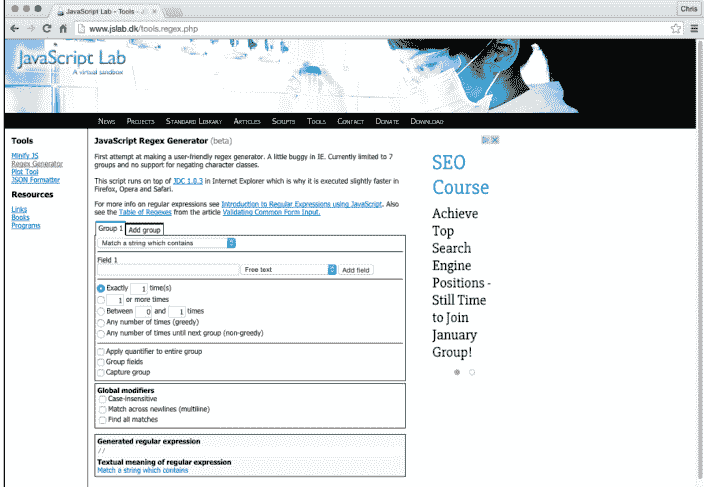 JavaScript Lab - Tools - J
Chris
www.jslab.dk/tools.regex.php
JavaScript Lab
A virtual sandbox
News Projects Standard Library Articles Scripts Tools Contact Donate Download
Tools
Minify JS
Regex Generator
Plot Tool
JSON Formatter
Resources
Links
Books
Programs
JavaScript Regex Generator (beta)
First attempt at making a user-friendly regex generator. A little buggy in IE. Currently limited to 7
groups and no support for negating character classes.
This script runs on top of JDC 1.0.3 in Internet Explorer which is why it is executed slightly faster in
Firefox, Opera and Safari.
For more info on regular expressions see Introduction to Regular Expressions using JavaScript. Also
see the Table of Regexes from the article Validating Common Form Input.
Group 1 Add group
Match a string which contains
Field 1
Free text Add field
Exactly 1 time(s)
1 or more times
Between 0 and 1 times
Any number of times (greedy)
Any number of times until next group (non-greedy)
Apply quantifier to entire group
Group fields
Capture group
Global modifiers
Case-insensitive
Match across newlines (multiline)
Find all matches
Generated regular expression
//
Textual meaning of regular expression
Match a string which contains
SEO
Course
Achieve
Top
Search
Engine
Positions -
Still Time
to Join
January
Group!